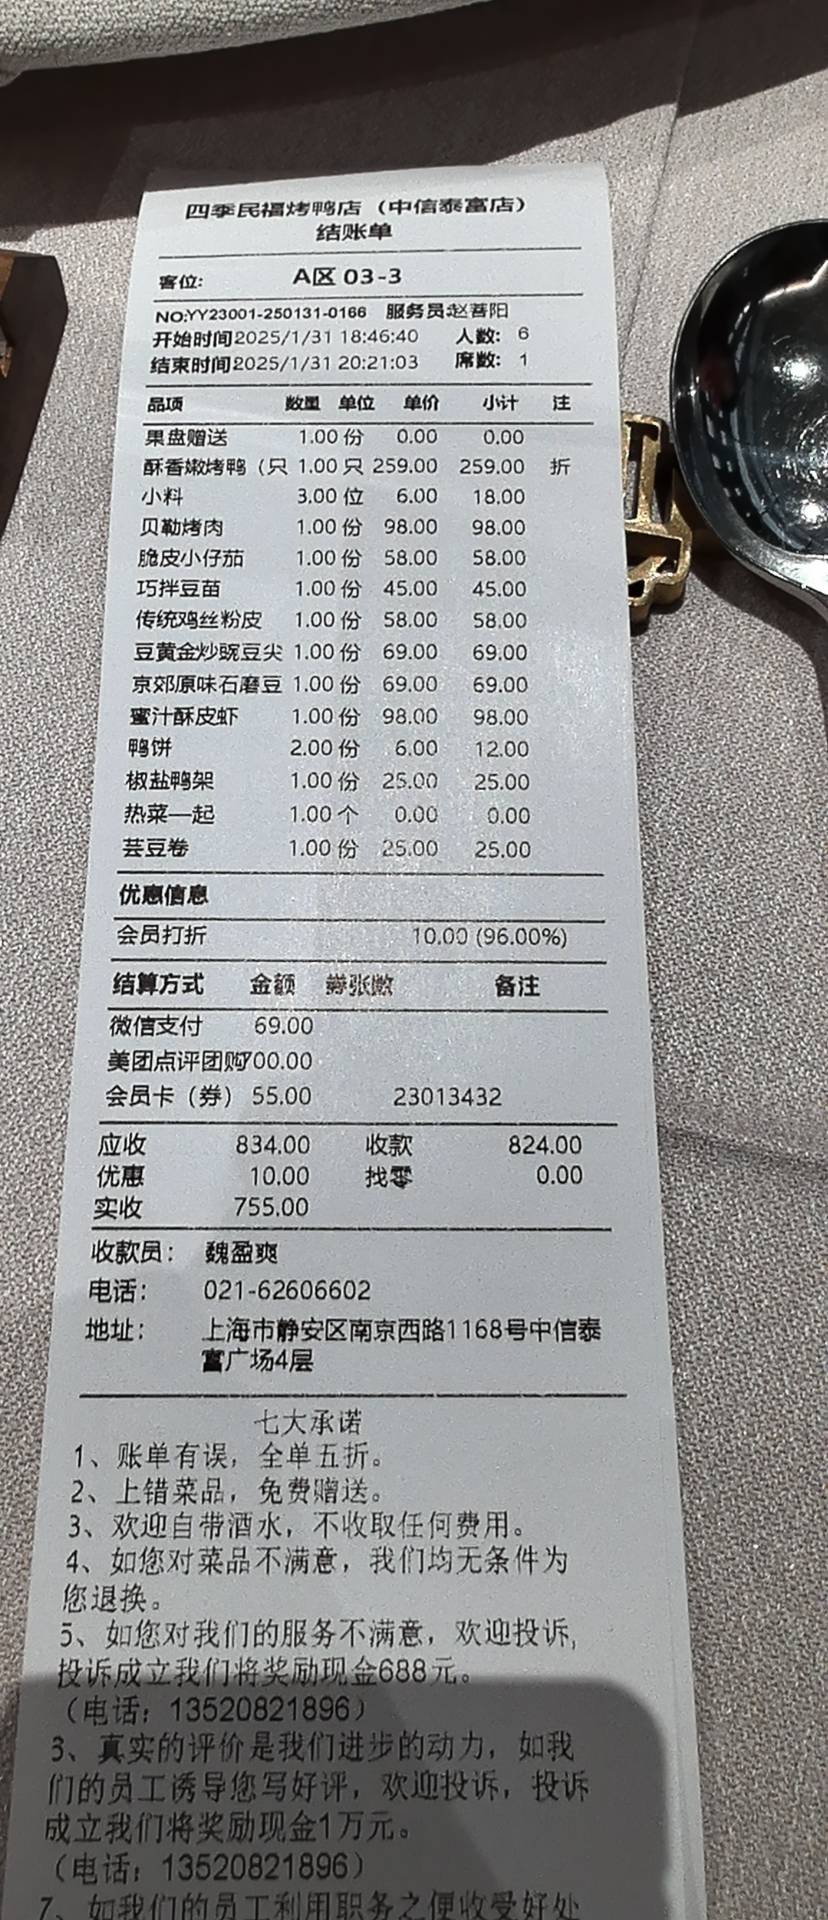 四季民福烤鸭店（中信泰富店）
结账单
客位: A区 03-3
NO:YY23001-250131-0166 服务员:赵善阳
开始时间2025/1/31 18:46:40 人数: 6
结束时间2025/1/31 20:21:03 席数: 1
品项 数量 单位 单价 小计 注
果盘赠送 1.00 份 0.00 0.00
酥香嫩烤鸭（只 1.00 只 259.00 259.00 折
小料 3.00 位 6.00 18.00
贝勒烤肉 1.00 份 98.00 98.00
脆皮小仔茄 1.00 份 58.00 58.00
巧拌豆苗 1.00 份 45.00 45.00
传统鸡丝粉皮 1.00 份 58.00 58.00
豆黄金炒豌豆尖 1.00 份 69.00 69.00
京郊原味石磨豆 1.00 份 69.00 69.00
蜜汁酥皮虾 1.00 份 98.00 98.00
鸭饼 2.00 份 6.00 12.00
椒盐鸭架 1.00 份 25.00 25.00
热菜一起 1.00 个 0.00 0.00
芸豆卷 1.00 份 25.00 25.00
优惠信息
会员打折 10.00 (96.00%)
结算方式 金额 券张数 备注
微信支付 69.00
美团点评团购700.00
会员卡（券） 55.00 23013432
应收 834.00 收款 824.00
优惠 10.00 找零 0.00
实收 755.00
收款员: 魏盈爽
电话: 021-62606602
地址: 上海市静安区南京西路1168号中信泰
富广场4层
七大承诺
1、账单有误，全单五折。
2、上错菜品，免费赠送。
3、欢迎自带酒水，不收取任何费用。
4、如您对菜品不满意，我们均无条件为
您退换。
5、如您对我们的服务不满意，欢迎投诉,
投诉成立我们将奖励现金688元。
（电话：13520821896）
3、真实的评价是我们进步的动力，如我
们的员工诱导您写好评，欢迎投诉，投诉
成立我们将奖励现金1万元。
（电话：13520821896）
7、如我们的员工利用职务之便收受好处